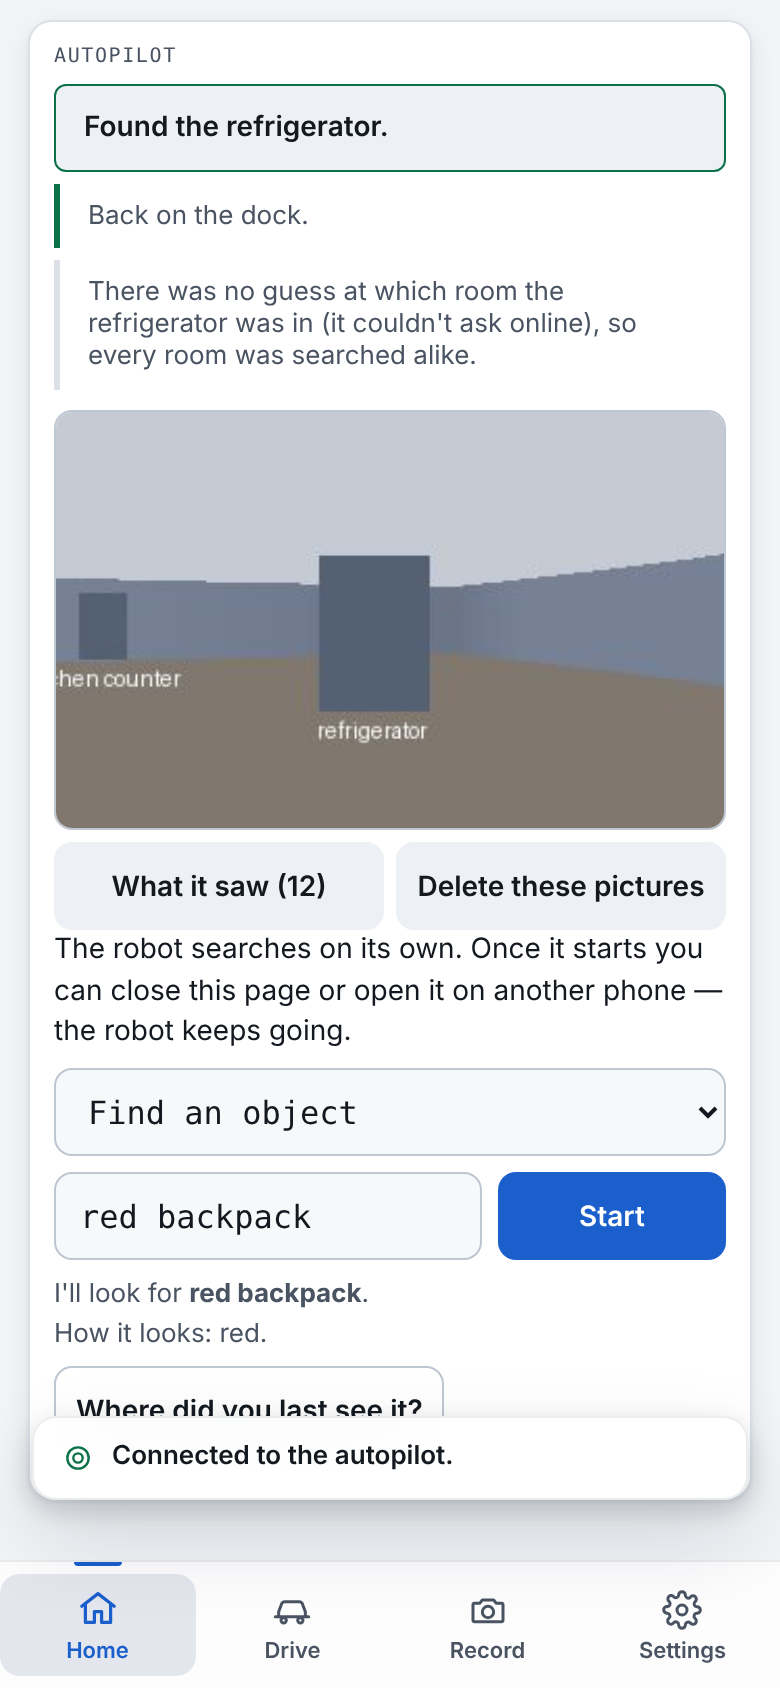 AUTOPILOT
Found the refrigerator.
Back on the dock.
There was no guess at which room the
refrigerator was in (it couldn't ask online), so
every room was searched alike.
hen counter
refrigerator
What it saw (12)
Delete these pictures
The robot searches on its own. Once it starts you
can close this page or open it on another phone —
the robot keeps going.
Find an object
red backpack
Start
I'll look for red backpack.
How it looks: red.
Where did you last see it?
Connected to the autopilot.
Home
Drive
Record
Settings